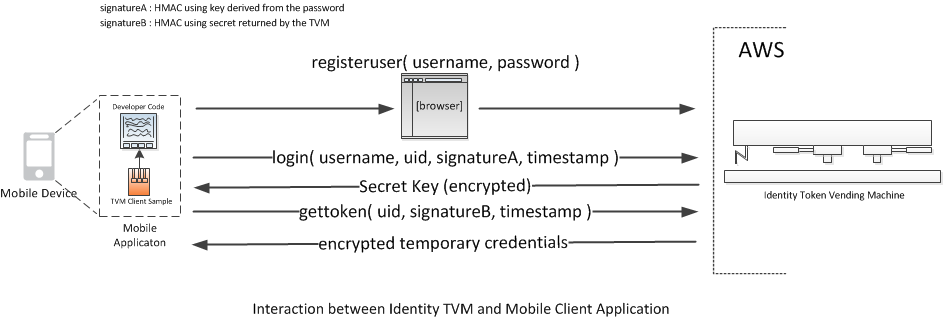 signatureA : HMAC using key derived from the password
signatureB : HMAC using secret returned by the TVM
AWS
registeruser( username, password )
[browser]
Developer Code
login( username, uid, signatureA, timestamp )
Secret Key (encrypted)
Mobile Device
TVM Client Sample
Identity Token Vending Machine
gettoken( uid, signatureB, timestamp )
Mobile
Applicaton
encrypted temporary credentials
Interaction between Identity TVM and Mobile Client Application